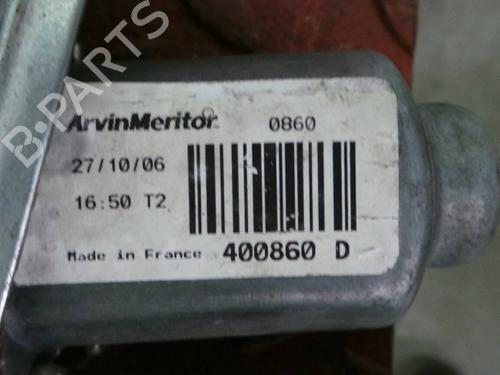 B-PARTS
ArvinMeritor 0860
27/10/06
16:50 T2
Made in France 400860 D